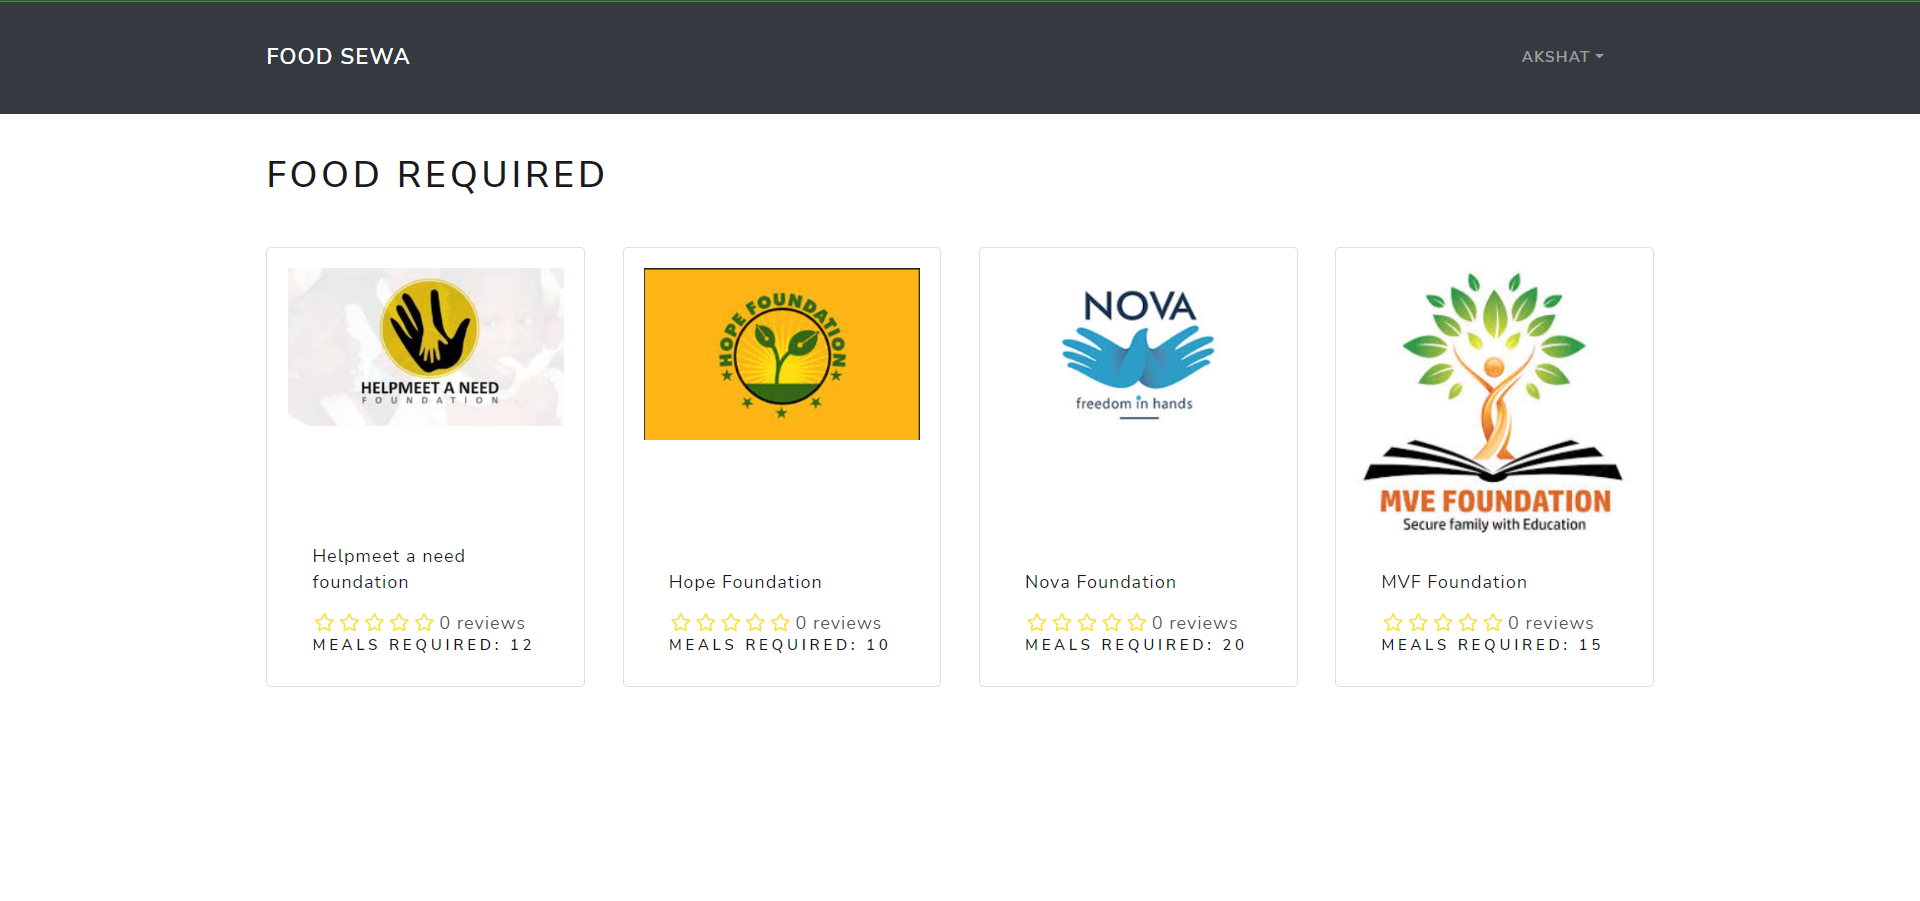 FOOD SEWA
AKSHAT
FOOD REQUIRED
HELPMEET A NEED
FOUNDATION
Helpmeet a need
foundation
0 reviews
MEALS REQUIRED: 12
HOPE FOUNDATION
Hope Foundation
0 reviews
MEALS REQUIRED: 10
NOVA
freedom in hands
Nova Foundation
0 reviews
MEALS REQUIRED: 20
MVF FOUNDATION
Secure family with Education
MVF Foundation
0 reviews
MEALS REQUIRED: 15